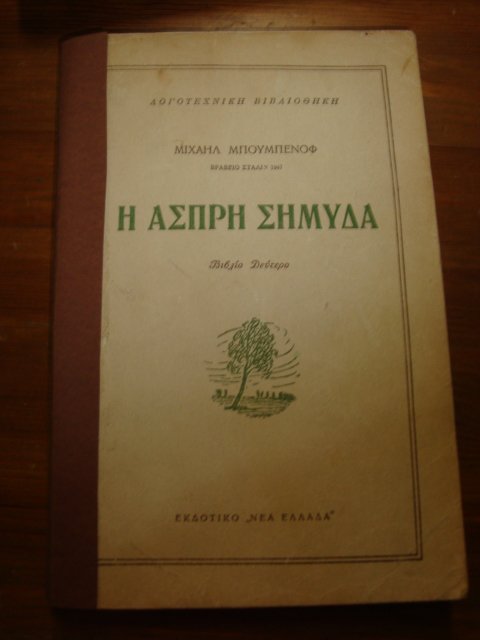 ΛΟΓΟΤΕΧΝΙΚΗ ΒΙΒΛΙΟΘΗΚΗ
ΜΙΧΑΗΛ ΜΠΟΥΜΠΕΝΟΦ
ΒΡΑΒΕΙΟ ΣΤΑΛΙΝ 1947
Η ΑΣΠΡΗ ΣΗΜΥΔΑ
Βιβλίο Δεύτερο
ΕΚΔΟΤΙΚΟ „ΝΕΑ ΕΛΛΑΔΑ"